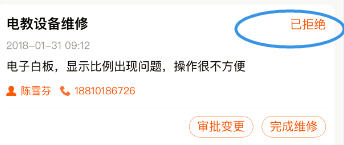 电教设备维修 已拒绝
2018-01-31 09:12
电子白板，显示比例出现问题，操作很不方便
陈雪芬 18810186726
审批变更 完成维修